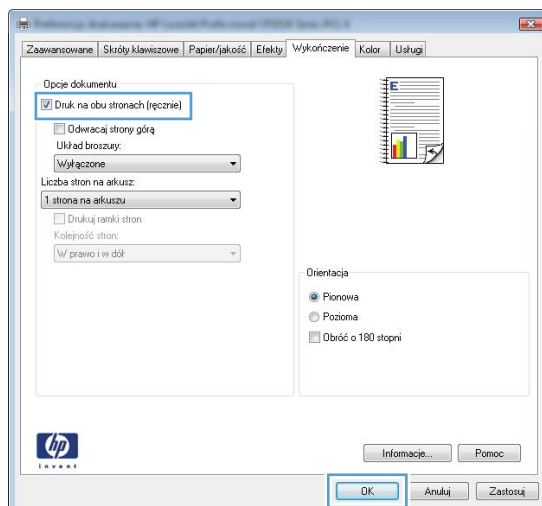 Zaawansowane Skróty klawiszowe Papier/jakość Efekty Wykończenie Kolor Usługi
Opcje dokumentu
Druk na obu stronach (ręcznie)
Odwracaj strony górą
Układ broszury:
Wyłączone
Liczba stron na arkusz:
1 strona na arkuszu
Drukuj ramki stron
Kolejność stron:
W prawo i w dół
E
Orientacja
Pionowa
Pozioma
Obróć o 180 stopni
hp
invent
Informacje... Pomoc
OK Anuluj Zastosuj